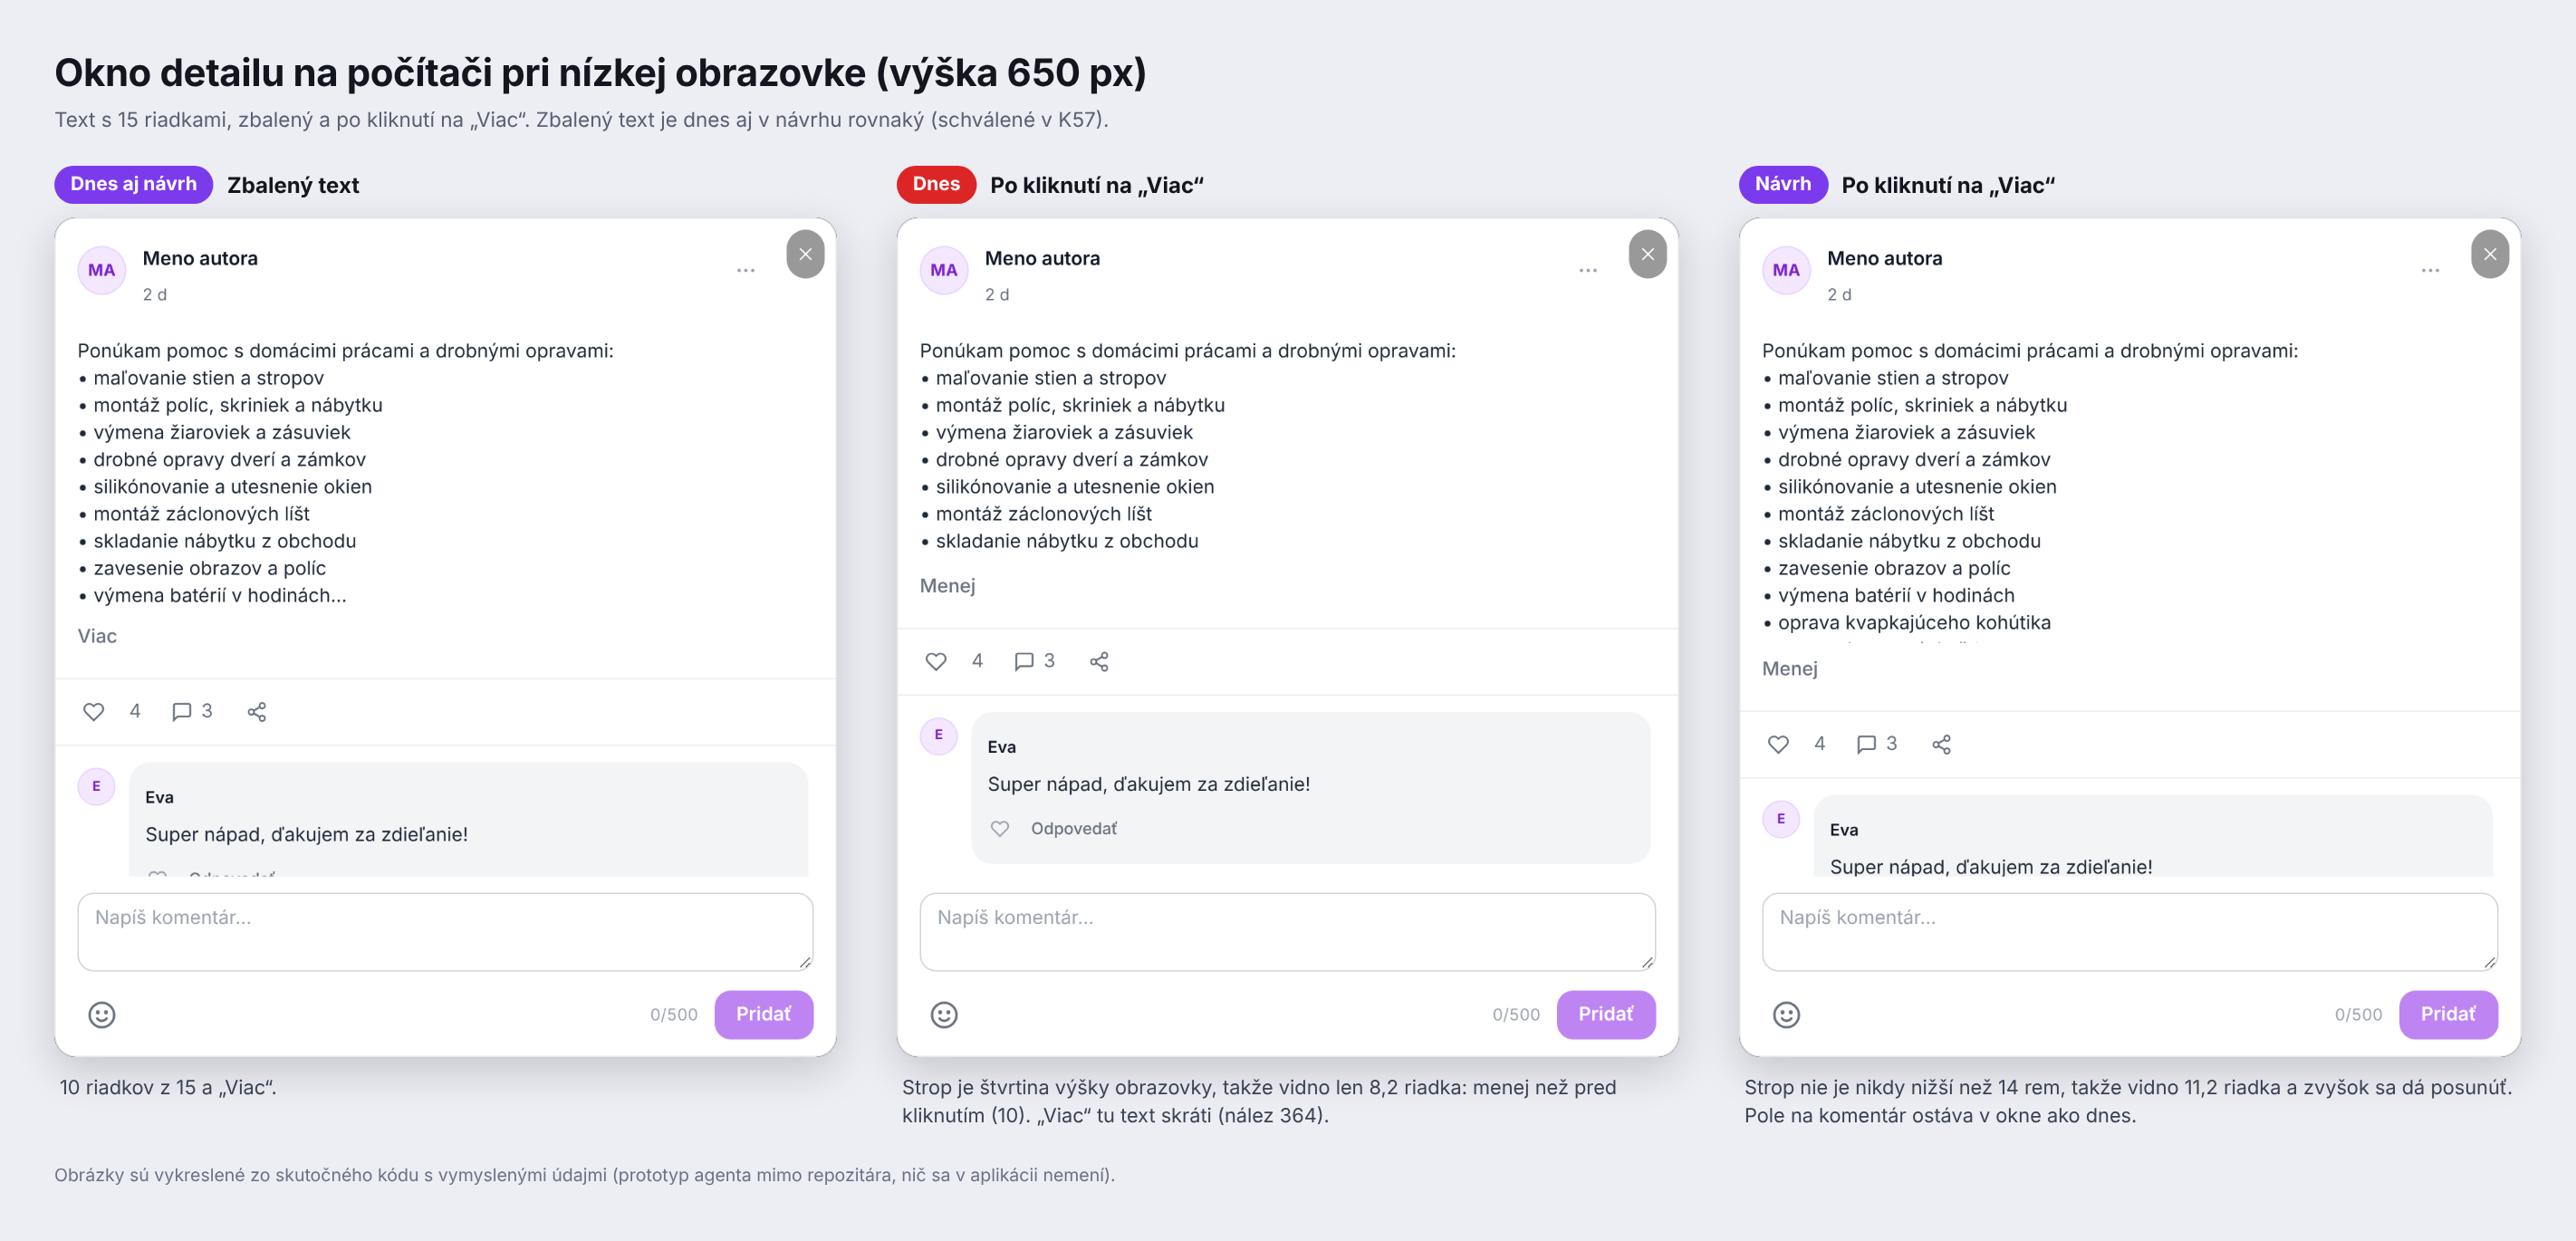 Okno detailu na počítači pri nízkej obrazovke (výška 650 px)
Text s 15 riadkami, zbalený a po kliknutí na „Viac“. Zbalený text je dnes aj v návrhu rovnaký (schválené v K57).
Dnes aj návrh Zbalený text
MA
Meno autora
2 d
Ponúkam pomoc s domácimi prácami a drobnými opravami:
• maľovanie stien a stropov
• montáž políc, skriniek a nábytku
• výmena žiaroviek a zásuviek
• drobné opravy dverí a zámkov
• silikónovanie a utesnenie okien
• montáž záclonových líšt
• skladanie nábytku z obchodu
• zavesenie obrazov a políc
• výmena batérií v hodinách...
Viac
4 3
E
Eva
Super nápad, ďakujem za zdieľanie!
Odpovedať
Napíš komentár...
0/500 Pridať
10 riadkov z 15 a „Viac“.
Dnes Po kliknutí na „Viac“
MA
Meno autora
2 d
Ponúkam pomoc s domácimi prácami a drobnými opravami:
• maľovanie stien a stropov
• montáž políc, skriniek a nábytku
• výmena žiaroviek a zásuviek
• drobné opravy dverí a zámkov
• silikónovanie a utesnenie okien
• montáž záclonových líšt
• skladanie nábytku z obchodu
Menej
4 3
E
Eva
Super nápad, ďakujem za zdieľanie!
Odpovedať
Napíš komentár...
0/500 Pridať
Strop je štvrtina výšky obrazovky, takže vidno len 8,2 riadka: menej než pred
kliknutím (10). „Viac“ tu text skráti (nález 364).
Návrh Po kliknutí na „Viac“
MA
Meno autora
2 d
Ponúkam pomoc s domácimi prácami a drobnými opravami:
• maľovanie stien a stropov
• montáž políc, skriniek a nábytku
• výmena žiaroviek a zásuviek
• drobné opravy dverí a zámkov
• silikónovanie a utesnenie okien
• montáž záclonových líšt
• skladanie nábytku z obchodu
• zavesenie obrazov a políc
• výmena batérií v hodinách
• oprava kvapkajúceho kohútika
Menej
4 3
E
Eva
Super nápad, ďakujem za zdieľanie!
Napíš komentár...
0/500 Pridať
Strop nie je nikdy nižší než 14 rem, takže vidno 11,2 riadka a zvyšok sa dá posunúť.
Pole na komentár ostáva v okne ako dnes.
Obrázky sú vykreslené zo skutočného kódu s vymyslenými údajmi (prototyp agenta mimo repozitára, nič sa v aplikácii nemení).